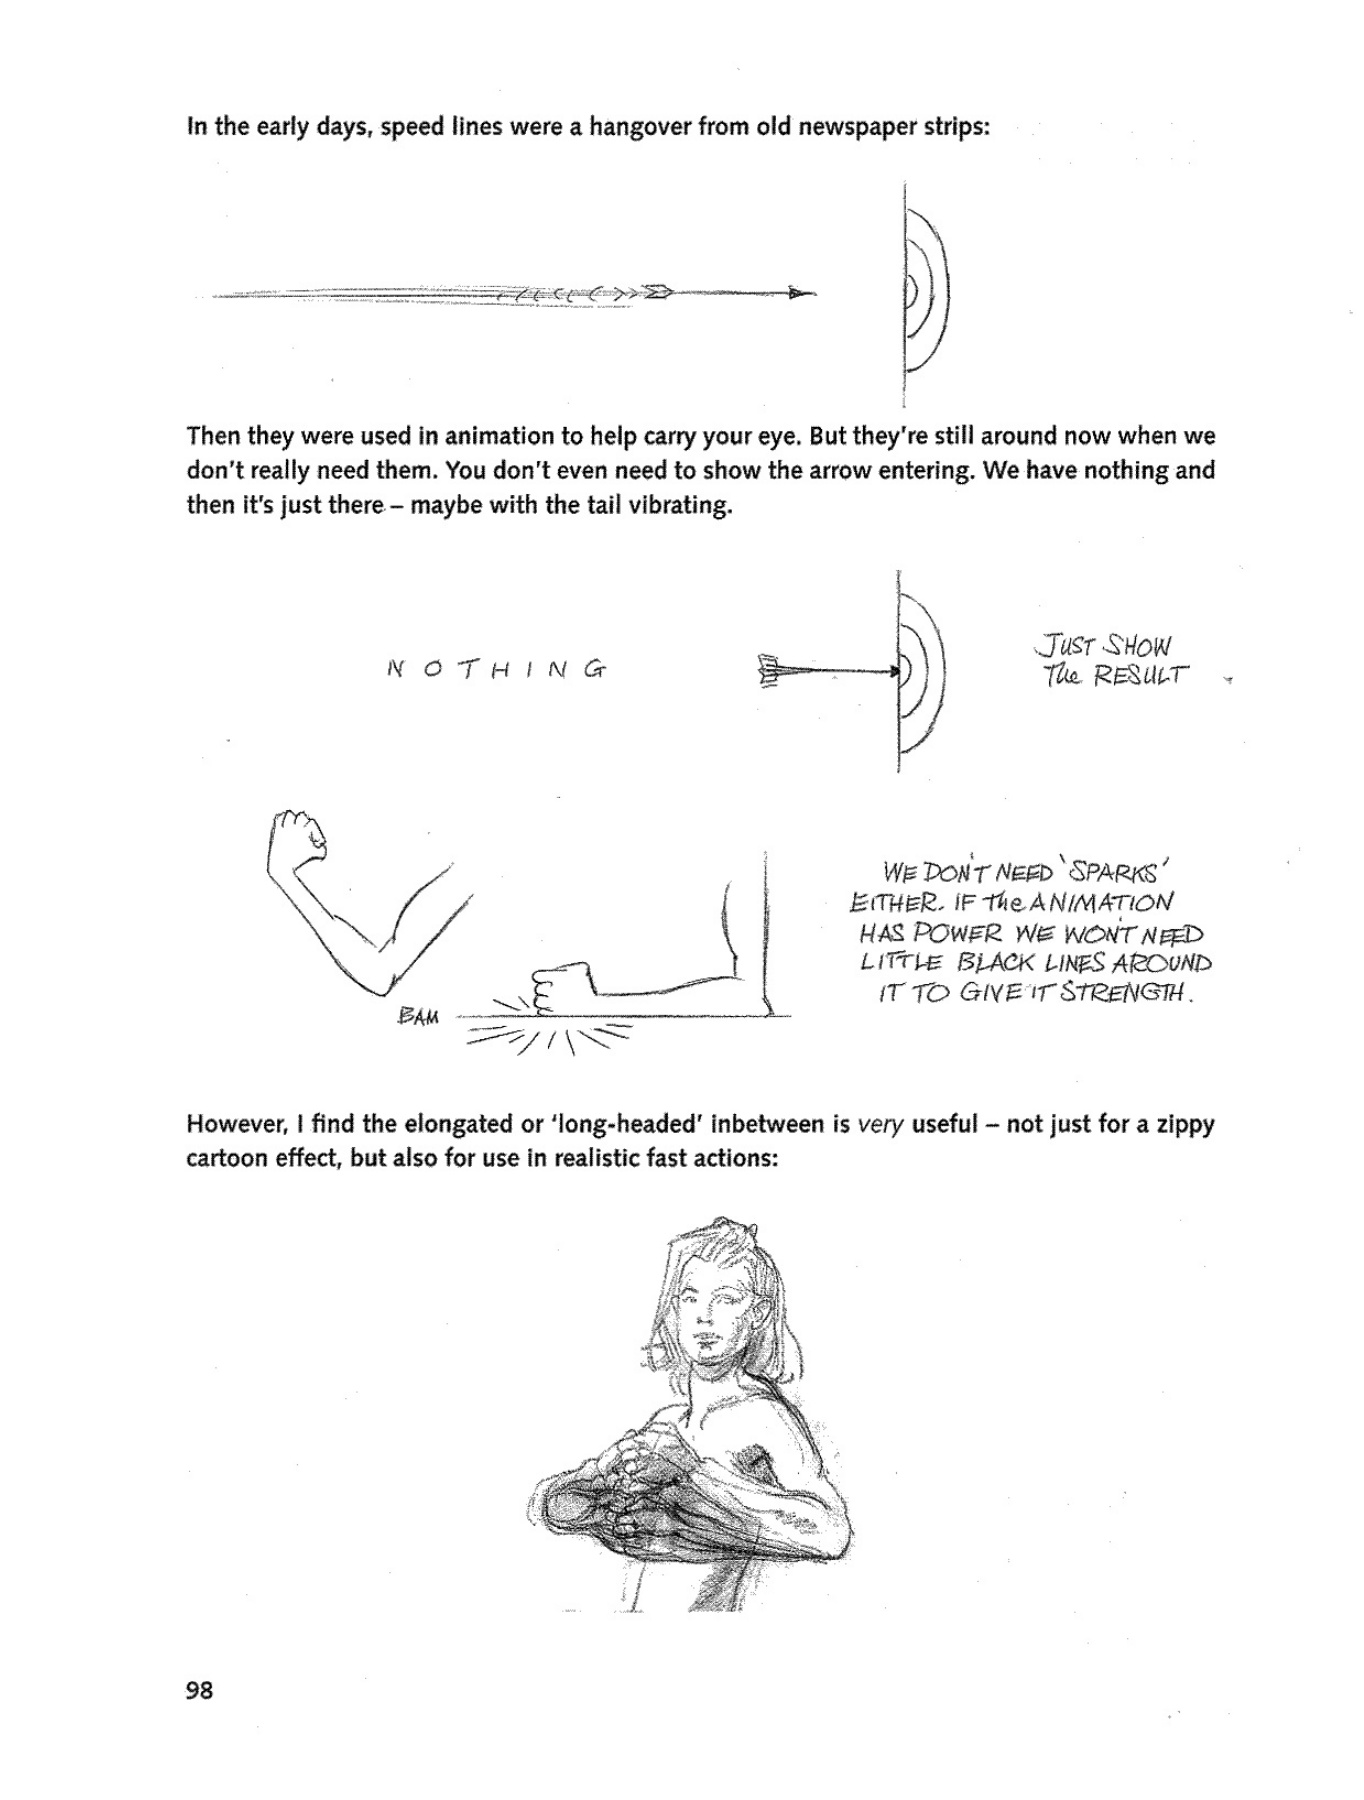 In the early days, speed lines were a hangover from old newspaper strips:
Then they were used in animation to help carry your eye. But they're still around now when we
don't really need them. You don't even need to show the arrow entering. We have nothing and
then it's just there – maybe with the tail vibrating.
NOTHING
JUST SHOW
The RESULT
WE DON'T NEED 'SPARKS'
EITHER. IF The ANIMATION
HAS POWER WE WON'T NEED
LITTLE BLACK LINES AROUND
IT TO GIVE IT STRENGTH.
BAM
However, I find the elongated or 'long-headed' inbetween is very useful – not just for a zippy
cartoon effect, but also for use in realistic fast actions:
98